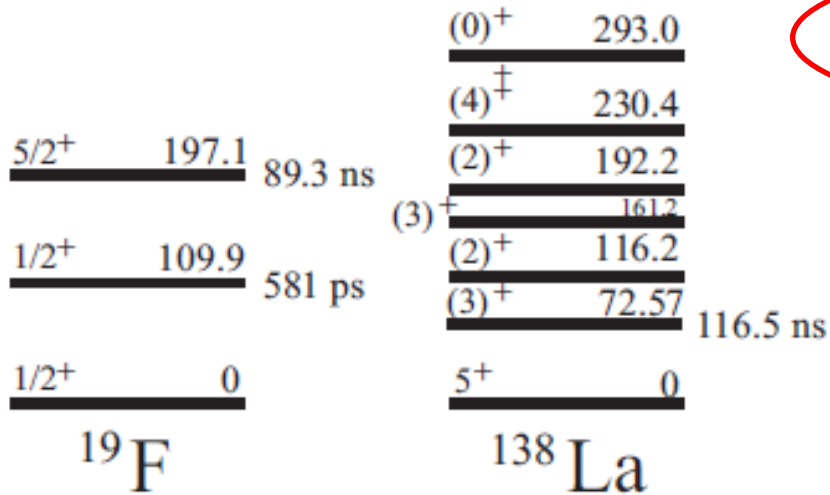 5/2⁺ 197.1 89.3 ns
1/2⁺ 109.9 581 ps
1/2⁺ 0
¹⁹F
(0)⁺ 293.0
(4)‡ 230.4
(2)⁺ 192.2
(3)⁺ 161.2
(2)⁺ 116.2
(3)⁺ 72.57 116.5 ns
5⁺ 0
¹³⁸La